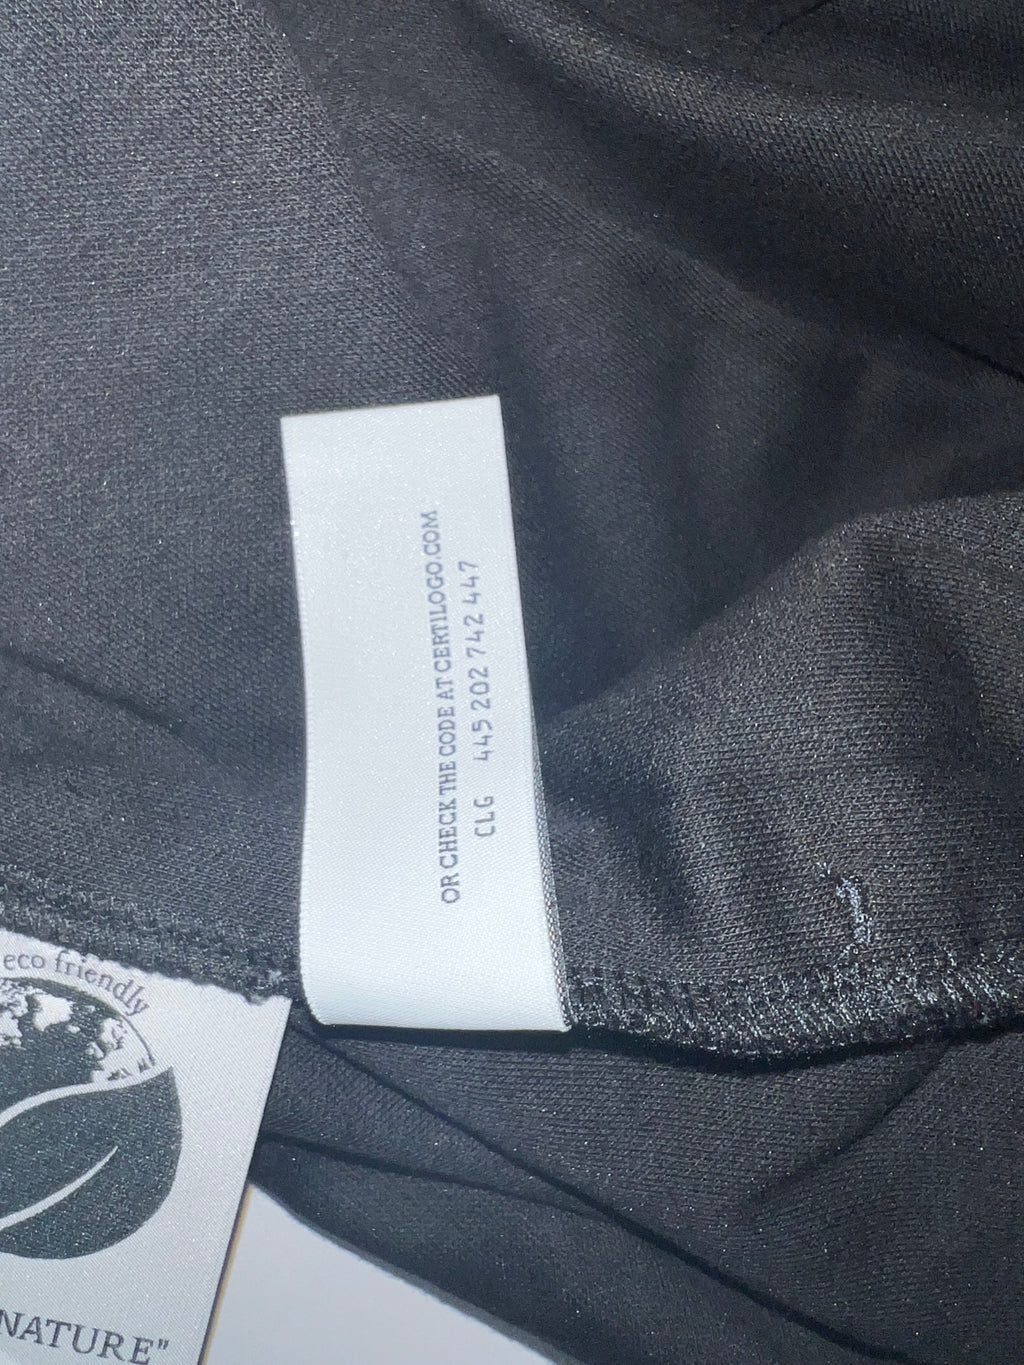 OR CHECK THE CODE AT CERTILOGO.COM
CLG 445 202 742 447
eco friendly
NATURE"